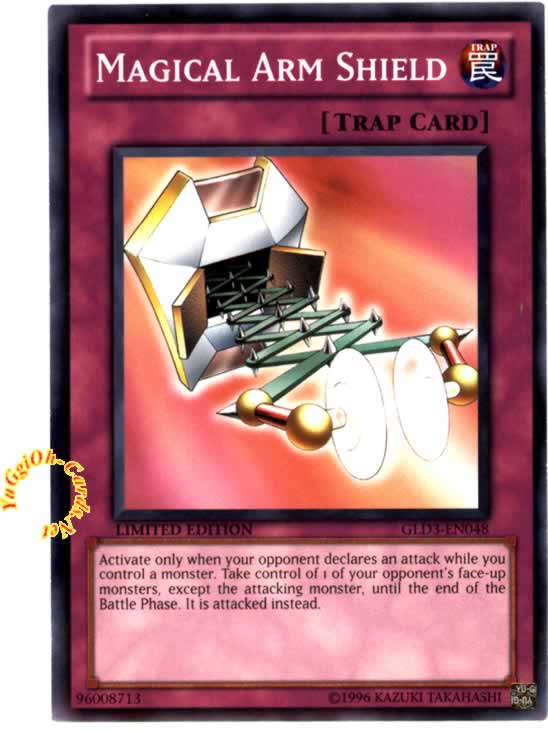 MAGICAL ARM SHIELD
TRAP
罠
[TRAP CARD]
YuGgiOh-Cards.Net
LIMITED EDITION
GLD3-EN048
Activate only when your opponent declares an attack while you
control a monster. Take control of 1 of your opponent's face-up
monsters, except the attacking monster, until the end of the
Battle Phase. It is attacked instead.
96008713
©1996 KAZUKI TAKAHASHI